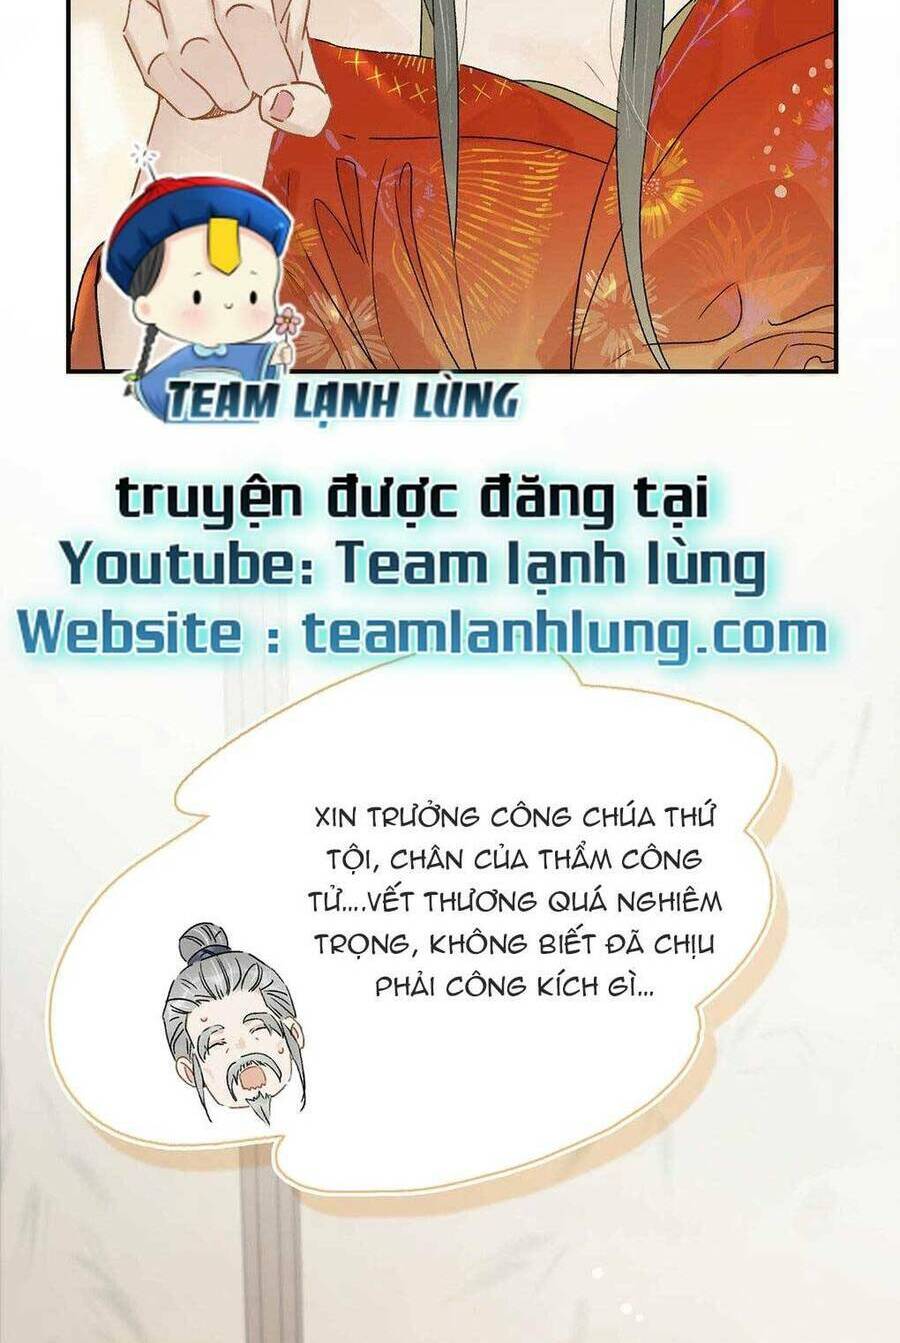 TEAM LẠNH LÙNG
truyện được đăng tại
Youtube: Team lạnh lùng
Website : teamlanhlung.com
XIN TRƯỞNG CÔNG CHÚA THỨ
TỘI, CHÂN CỦA THẨM CÔNG
TỬ....VẾT THƯƠNG QUÁ NGHIÊM
TRỌNG, KHÔNG BIẾT ĐÃ CHỊU
PHẢI CÔNG KÍCH GÌ...